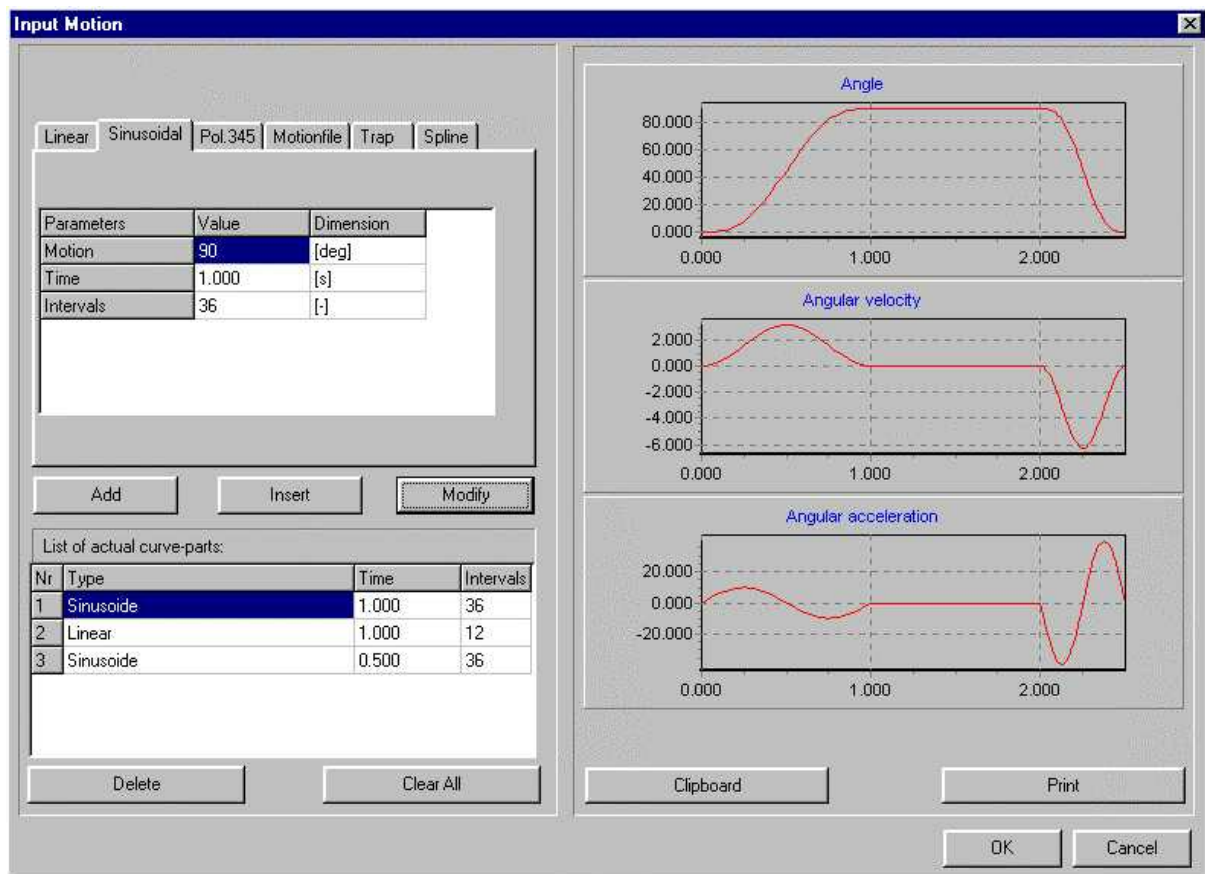 Input Motion
Linear Sinusoidal Pol.345 Motionfile Trap Spline
Parameters Value Dimension
Motion 90 [deg]
Time 1.000 [s]
Intervals 36 [-]
Add Insert Modify
List of actual curve-parts:
Nr Type Time Intervals
1 Sinusoide 1.000 36
2 Linear 1.000 12
3 Sinusoide 0.500 36
Delete Clear All
Angle
80.000
60.000
40.000
20.000
0.000
0.000 1.000 2.000
Angular velocity
2.000
0.000
-2.000
-4.000
-6.000
0.000 1.000 2.000
Angular acceleration
20.000
0.000
-20.000
0.000 1.000 2.000
Clipboard Print
OK Cancel